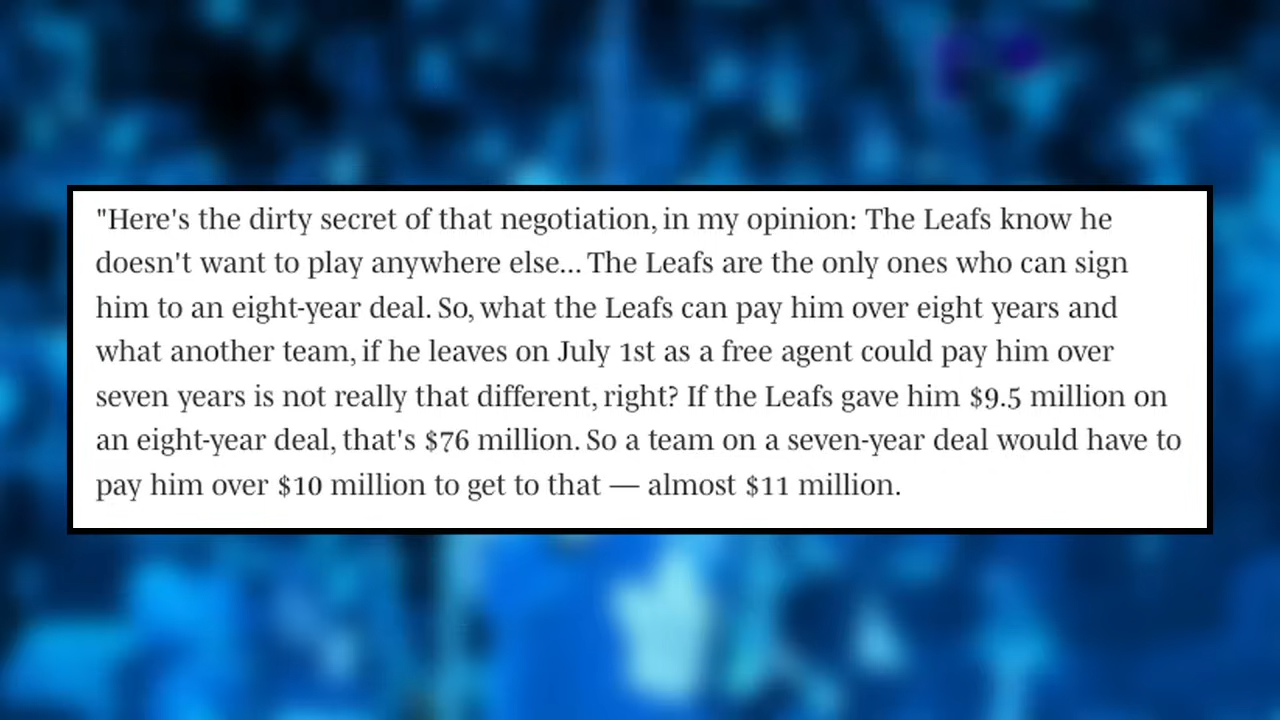 "Here's the dirty secret of that negotiation, in my opinion: The Leafs know he
doesn't want to play anywhere else... The Leafs are the only ones who can sign
him to an eight-year deal. So, what the Leafs can pay him over eight years and
what another team, if he leaves on July 1st as a free agent could pay him over
seven years is not really that different, right? If the Leafs gave him $9.5 million on
an eight-year deal, that's $76 million. So a team on a seven-year deal would have to
pay him over $10 million to get to that — almost $11 million.